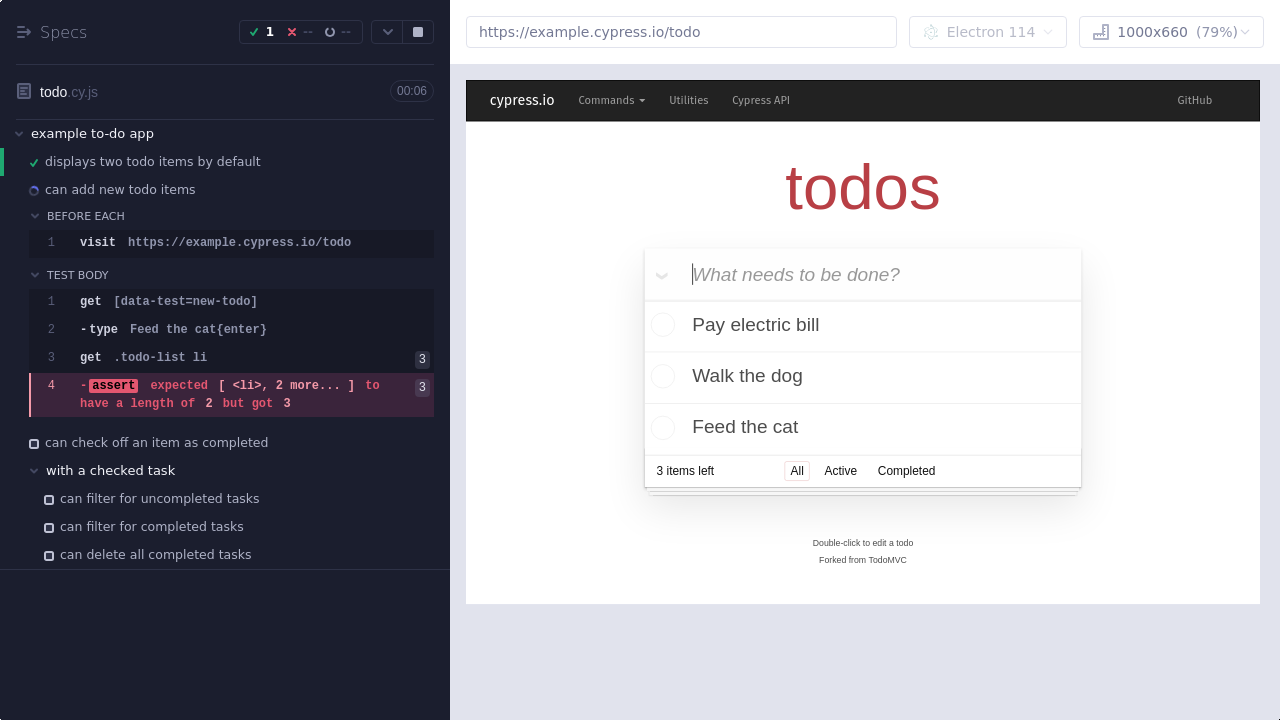 Specs
1 -- --
todo.cy.js 00:06
example to-do app
displays two todo items by default
can add new todo items
BEFORE EACH
1 visit https://example.cypress.io/todo
TEST BODY
1 get [data-test=new-todo]
2 -type Feed the cat{enter}
3 get .todo-list li 3
4 -assert expected [ <li>, 2 more... ] to 3
have a length of 2 but got 3
can check off an item as completed
with a checked task
can filter for uncompleted tasks
can filter for completed tasks
can delete all completed tasks
https://example.cypress.io/todo Electron 114 1000x660 (79%)
cypress.io Commands Utilities Cypress API GitHub
todos
What needs to be done?
Pay electric bill
Walk the dog
Feed the cat
3 items left All Active Completed
Double-click to edit a todo
Forked from TodoMVC